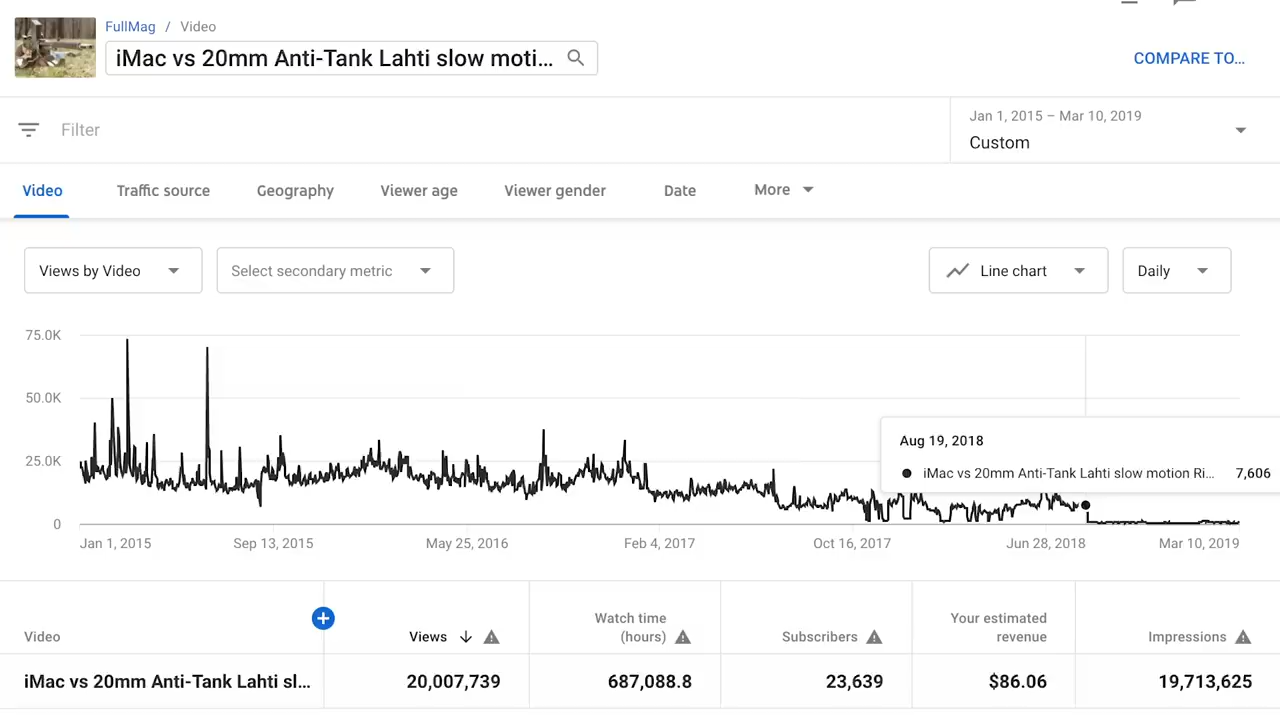 FullMag / Video
iMac vs 20mm Anti-Tank Lahti slow moti...
COMPARE TO...
Filter
Jan 1, 2015 – Mar 10, 2019
Custom
Video Traffic source Geography Viewer age Viewer gender Date More
Views by Video Select secondary metric Line chart Daily
75.0K
50.0K
25.0K
0
Aug 19, 2018
iMac vs 20mm Anti-Tank Lahti slow motion Ri... 7,606
Jan 1, 2015 Sep 13, 2015 May 25, 2016 Feb 4, 2017 Oct 16, 2017 Jun 28, 2018 Mar 10, 2019
Video Views Watch time (hours) Subscribers Your estimated revenue Impressions
iMac vs 20mm Anti-Tank Lahti sl... 20,007,739 687,088.8 23,639 $86.06 19,713,625